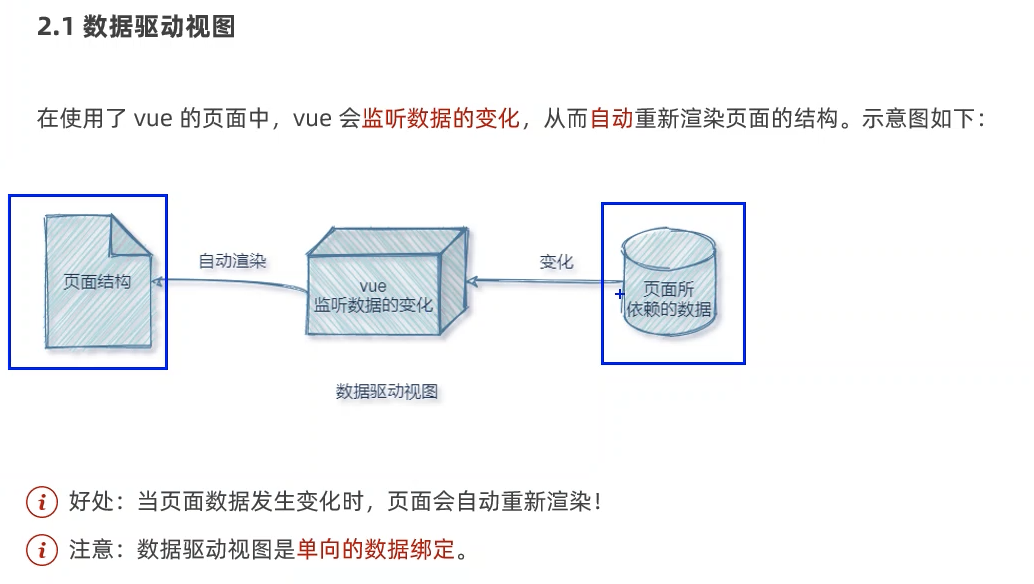 2.1 数据驱动视图
在使用了 vue 的页面中，vue 会监听数据的变化，从而自动重新渲染页面的结构。示意图如下：
页面结构
自动渲染
vue
监听数据的变化
变化
页面所
依赖的数据
数据驱动视图
好处：当页面数据发生变化时，页面会自动重新渲染！
注意：数据驱动视图是单向的数据绑定。